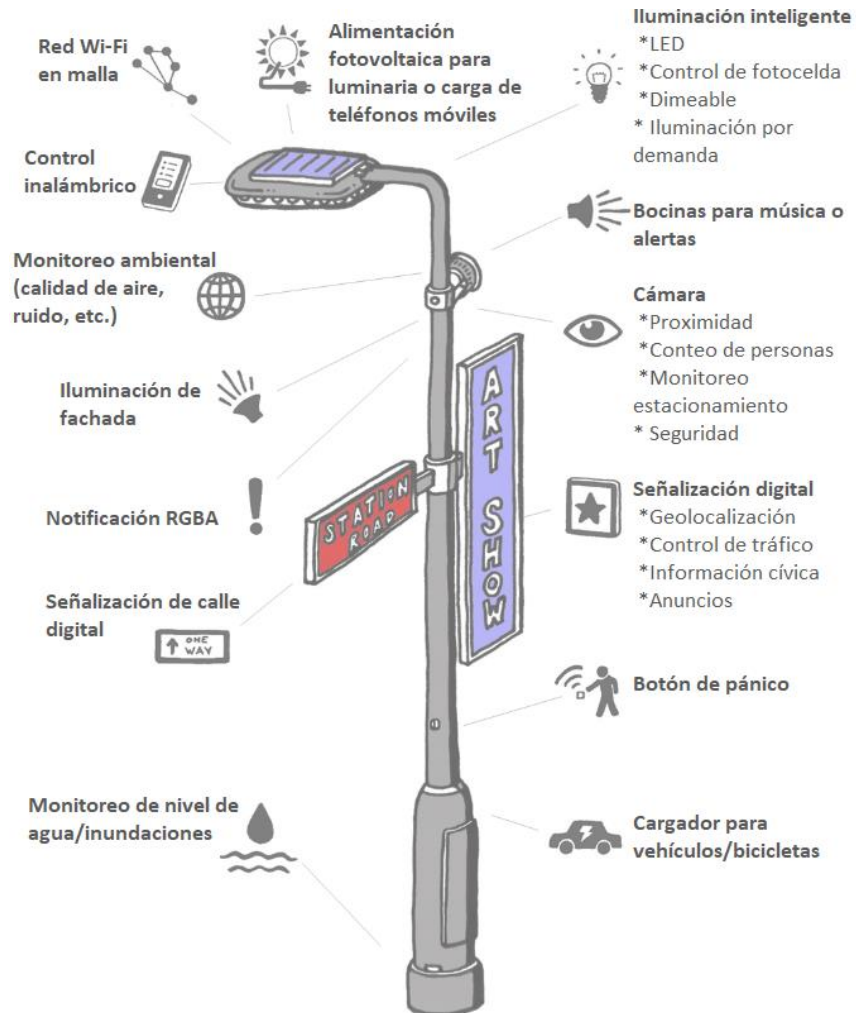 Red Wi-Fi
en malla
Alimentación
fotovoltaica para
luminaria o carga de
teléfonos móviles
Iluminación inteligente
*LED
*Control de fotocelda
*Dimeable
* Iluminación por
demanda
Control
inalámbrico
Bocinas para música o
alertas
Monitoreo ambiental
(calidad de aire,
ruido, etc.)
Cámara
*Proximidad
*Conteo de personas
*Monitoreo
estacionamiento
* Seguridad
Iluminación de
fachada
ART SHOW
STATION
ROAD
Notificación RGBA
Señalización digital
*Geolocalización
*Control de tráfico
*Información cívica
*Anuncios
Señalización de calle
digital
ONE
WAY
Botón de pánico
Monitoreo de nivel de
agua/inundaciones
Cargador para
vehículos/bicicletas